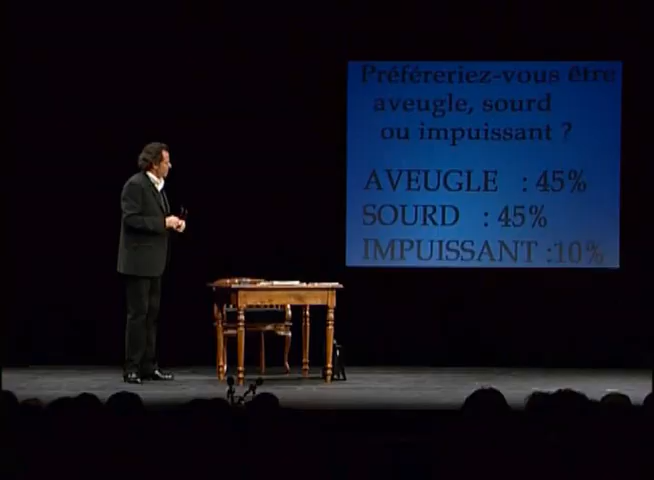 Préféreriez-vous être
aveugle, sourd
ou impuissant ?
AVEUGLE : 45%
SOURD : 45%
IMPUISSANT :10%